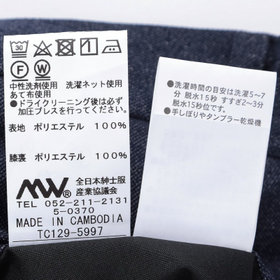 中性洗剤使用　洗濯ネット使用
あて布使用
●ドライクリーニング後は必ず
加圧プレスを行ってください。
表地　ポリエステル　100%
膝裏　ポリエステル　100%
全日本紳士服
産業協議会
TEL 052-211-2131
5-0370
MADE IN CAMBODIA
TC129-5997
洗濯時間の目安は洗濯5～7
分　脱水15秒　すすぎ2～3分
脱水15秒位です。
●手しぼりやタンブラー乾燥機